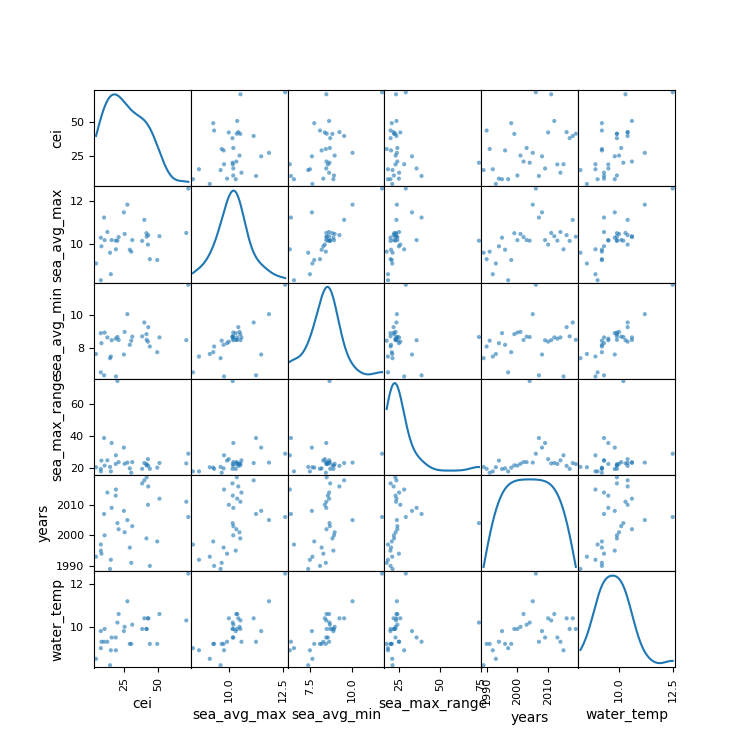 cei
50
25
sea_avg_max
12
10
sea_avg_min
10
8
sea_max_range
60
40
20
years
2010
2000
1990
water_temp
12
10
25 50 10.0 12.5 7.5 10.0 25 50 75 1990 2000 2010 10.0 12.5
cei sea_avg_max sea_avg_min sea_max_range years water_temp